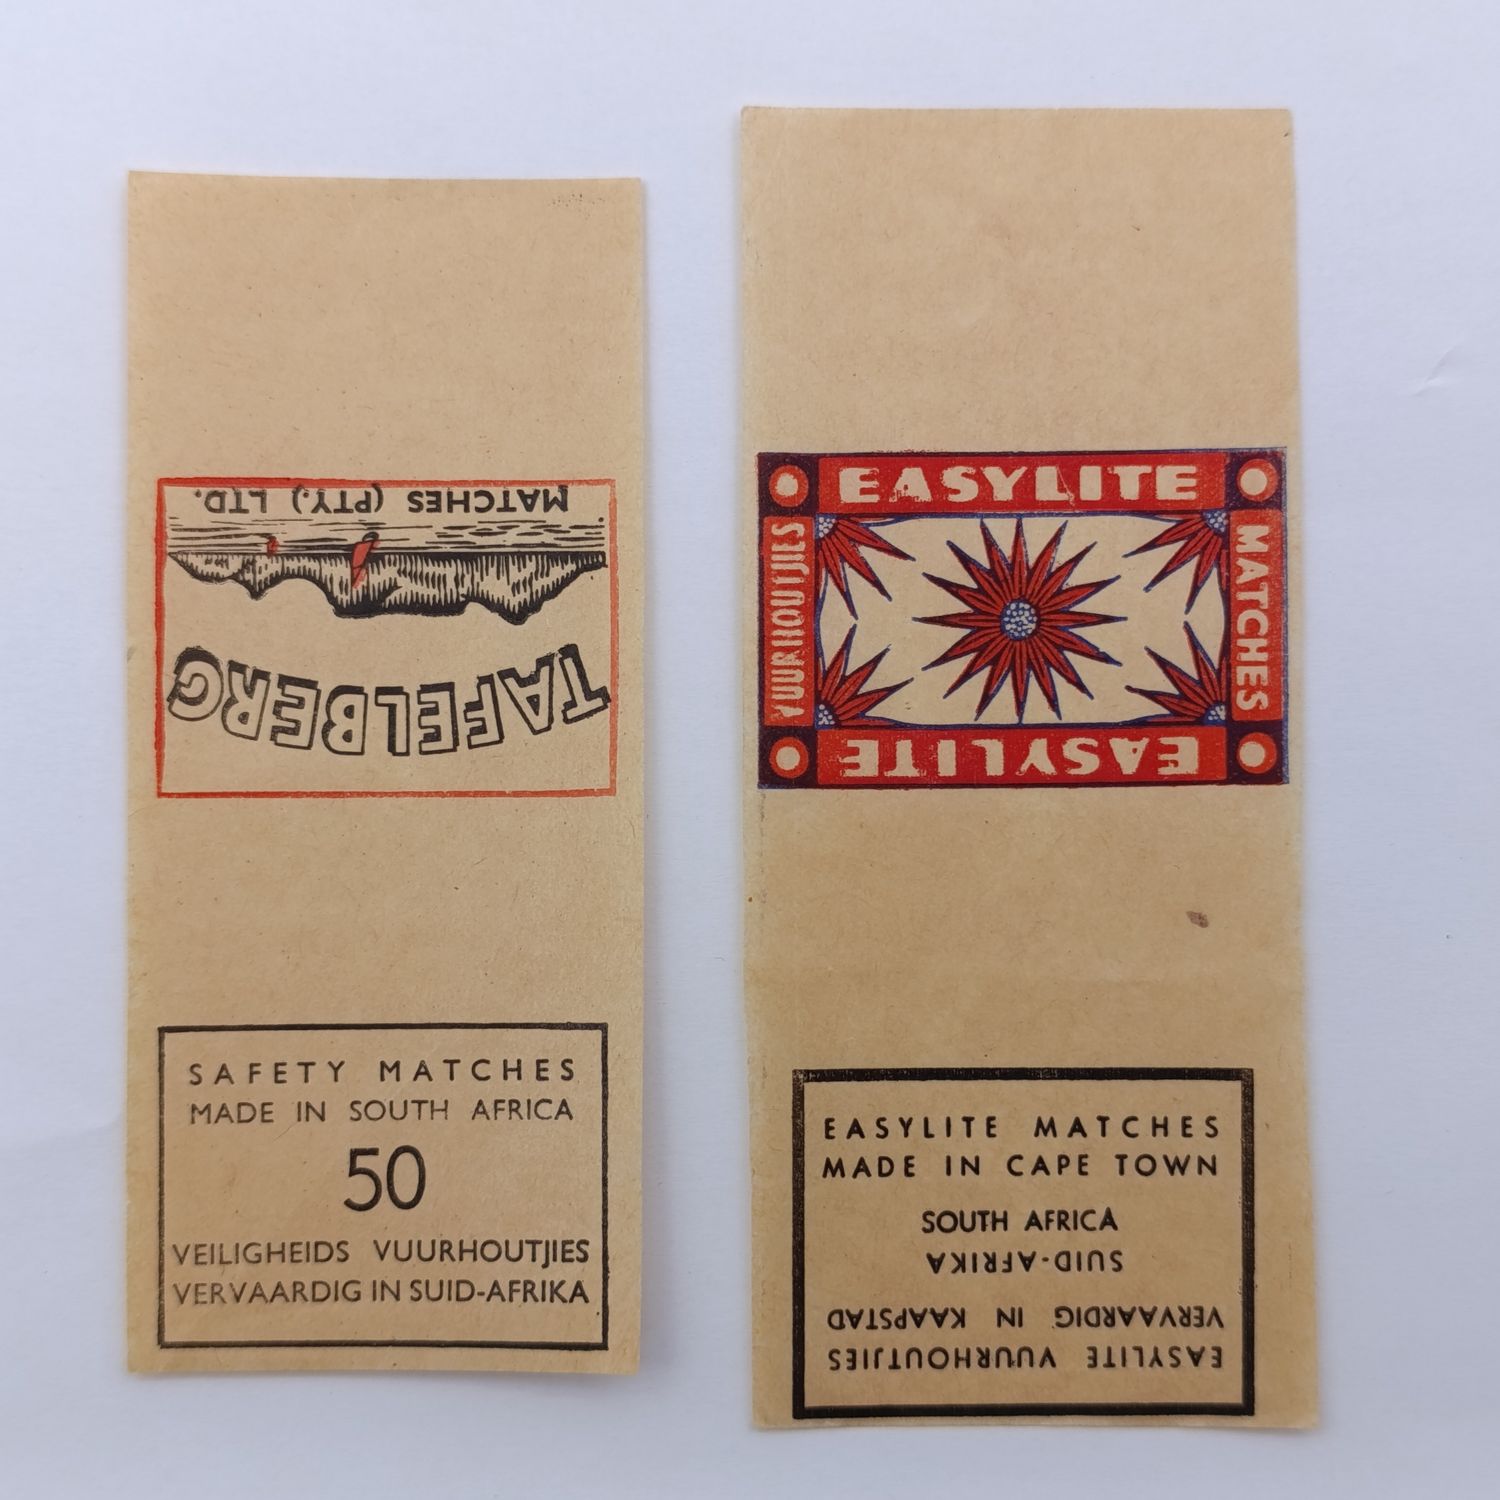 MATCHES (PTY.) LTD.
TAFELBERG
SAFETY MATCHES
MADE IN SOUTH AFRICA
50
VEILIGHEIDS VUURHOUTJIES
VERVAARDIG IN SUID-AFRIKA
EASYLITE
VUURHOUTJIES
MATCHES
EASYLITE
EASYLITE MATCHES
MADE IN CAPE TOWN
SOUTH AFRICA
SUID-AFRIKA
VERVAARDIG IN KAAPSTAD
EASYLITE VUURHOUTJIES